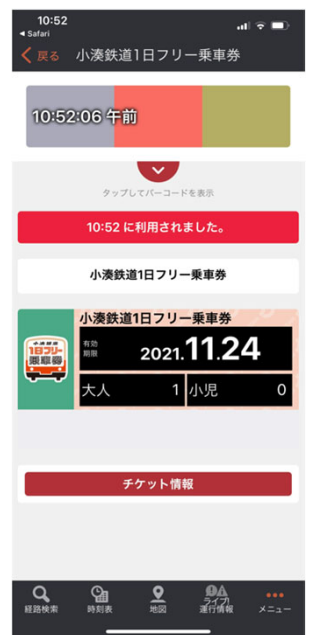 10:52
◀ Safari
戻る 小湊鉄道1日フリー乗車券
10:52:06 午前
タップしてバーコードを表示
10:52 に利用されました。
小湊鉄道1日フリー乗車券
小湊鉄道1日フリー乗車券
小湊鉄道
1日フリー
乗車券
有効
期限
2021.11.24
大人 1 小児 0
チケット情報
経路検索 時刻表 地図 ライブ!
運行情報 メニュー